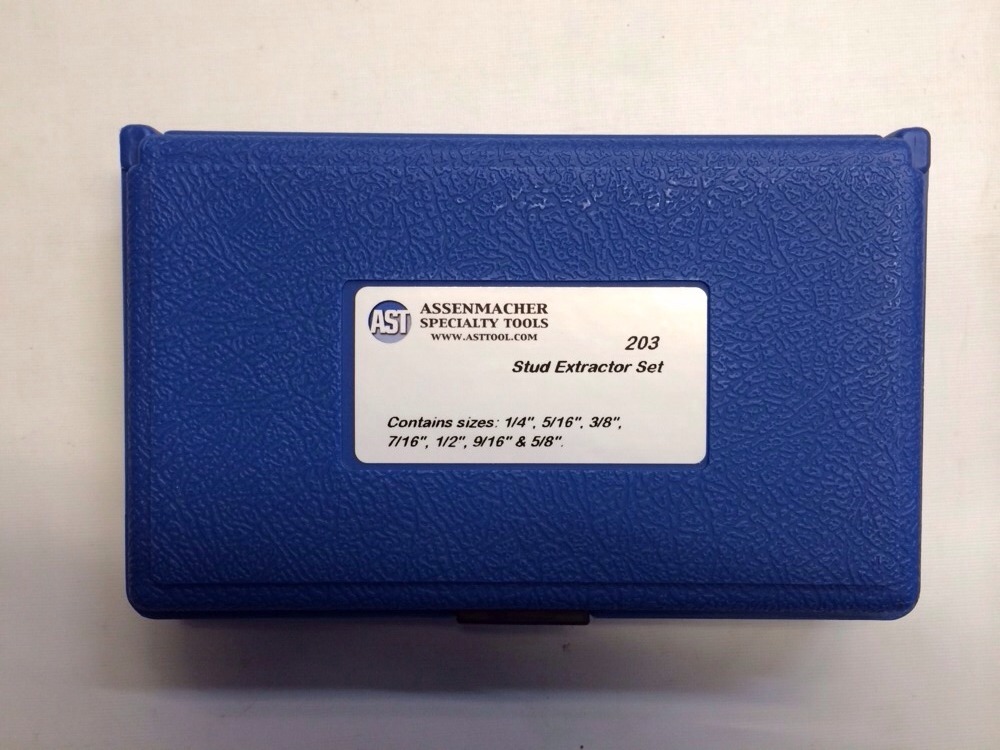 AST
ASSENMACHER
SPECIALTY TOOLS
WWW.ASTTOOL.COM
203
Stud Extractor Set
Contains sizes: 1/4", 5/16", 3/8",
7/16", 1/2", 9/16" & 5/8".